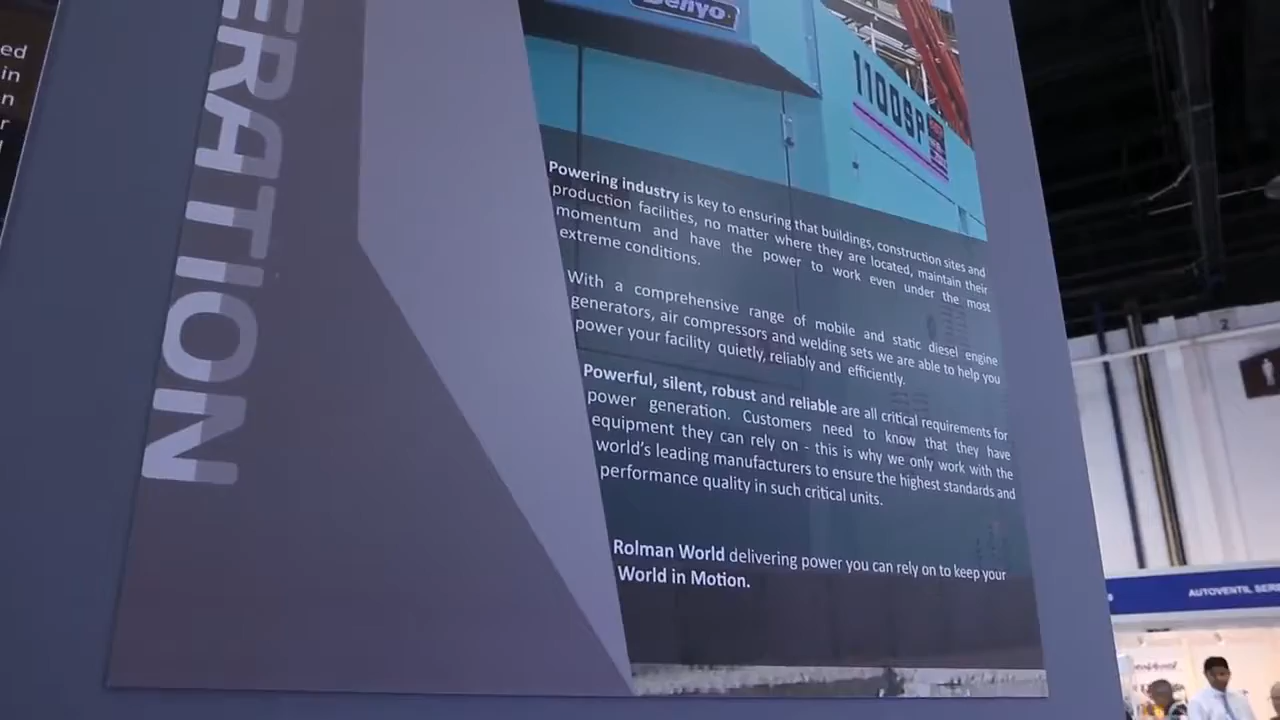 ed
in
n
r
ERATION
Denyo
1100SP
Powering industry is key to ensuring that buildings, construction sites and
production facilities, no matter where they are located, maintain their
momentum and have the power to work even under the most
extreme conditions.
With a comprehensive range of mobile and static diesel engine
generators, air compressors and welding sets we are able to help you
power your facility quietly, reliably and efficiently.
Powerful, silent, robust and reliable are all critical requirements for
power generation. Customers need to know that they have
equipment they can rely on - this is why we only work with the
world's leading manufacturers to ensure the highest standards and
performance quality in such critical units.
Rolman World delivering power you can rely on to keep your
World in Motion.
2
AUTOVENTIL SER